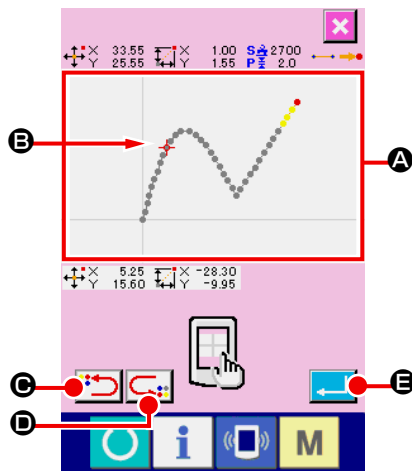 X 33.55 X 1.00 S 2700
Y 25.55 Y 1.55 P 2.0
B
A
X 5.25 X -28.30
Y 15.60 Y -9.95
C
E
D
i
M